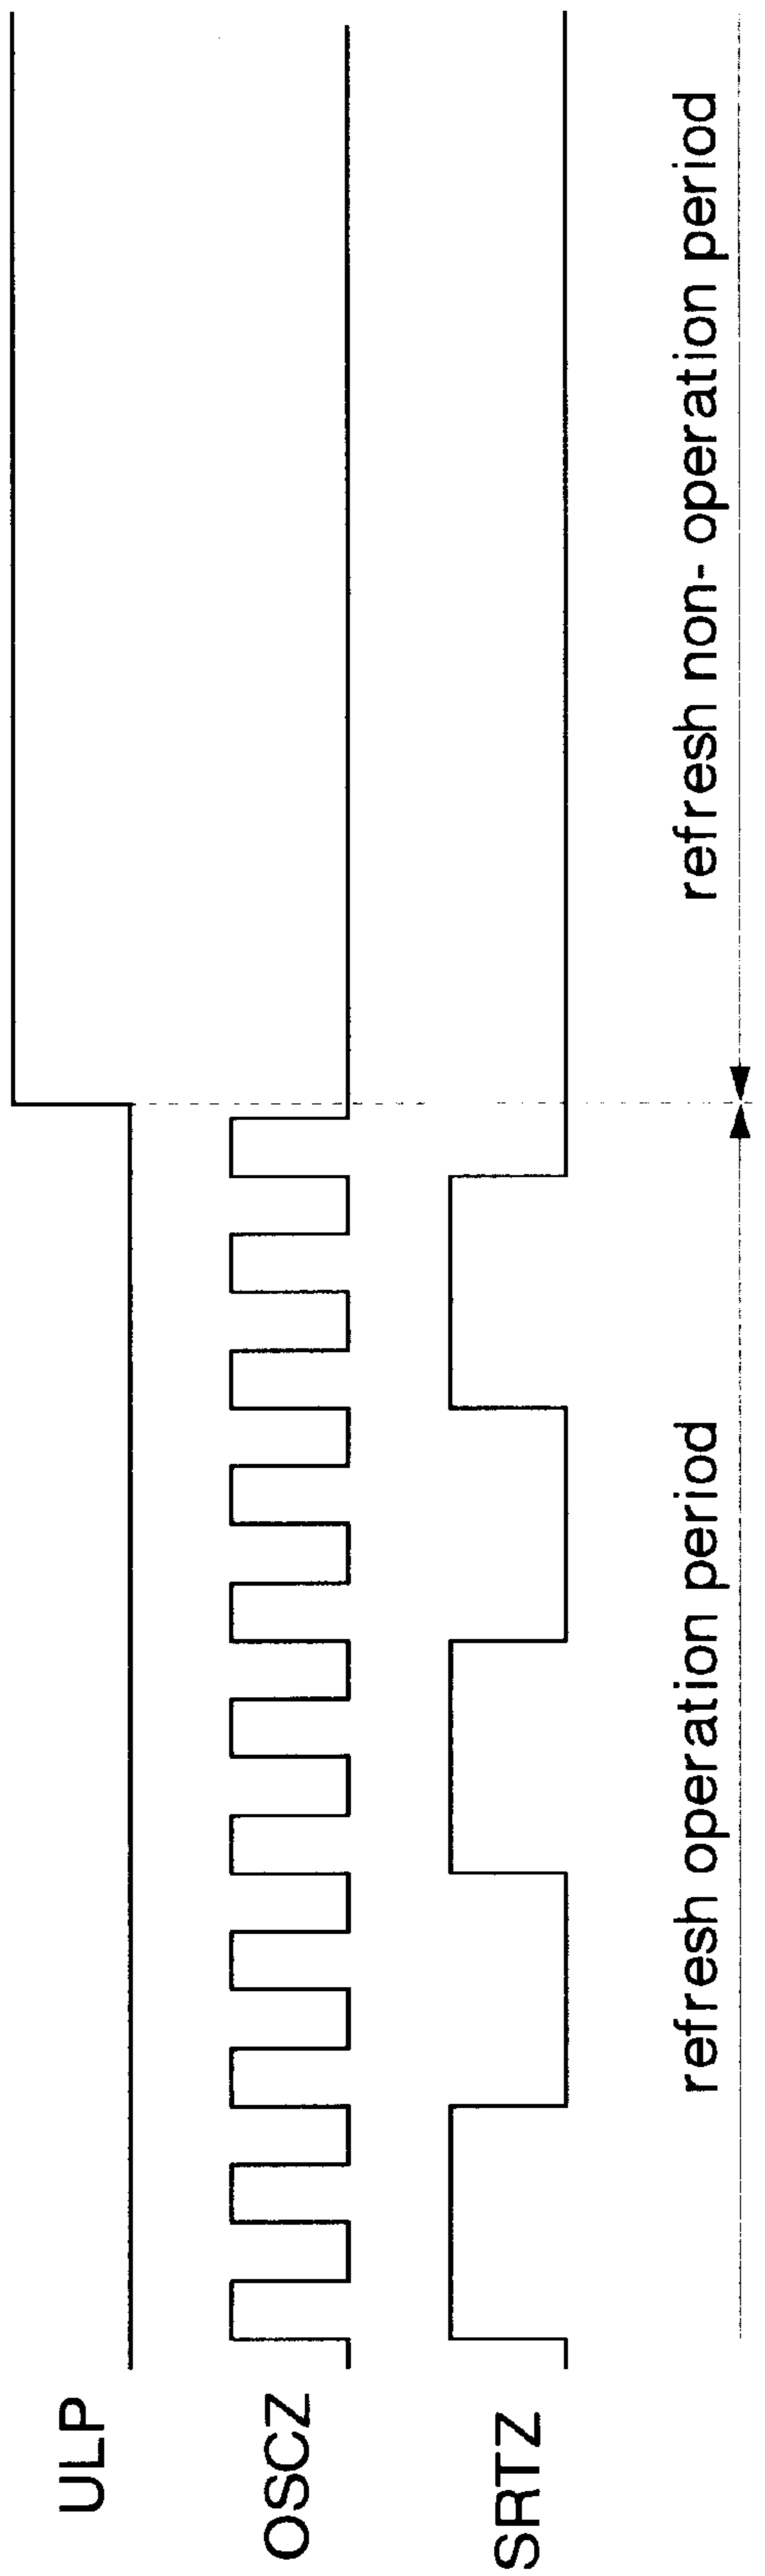 ULP
OSCZ
SRTZ
refresh operation period
refresh non- operation period